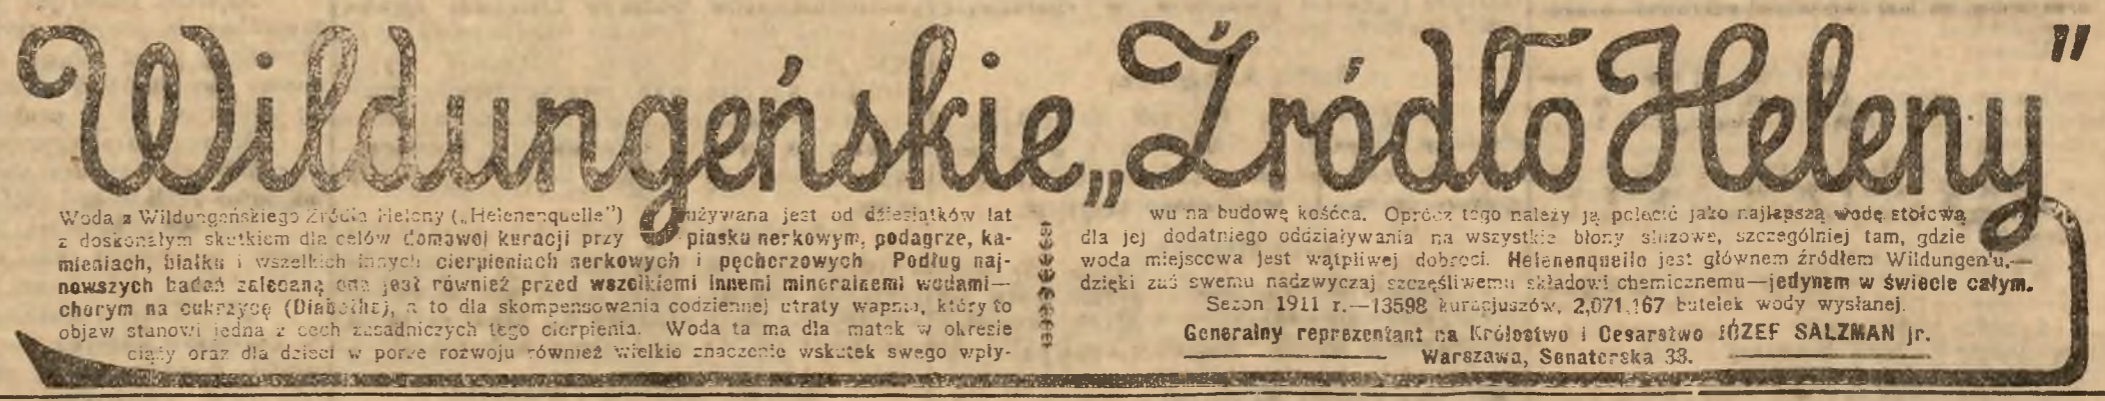 Wildungeńskie „Źródło Heleny”
Woda z Wildungeńskiego Źródła Heleny („Helenenquelle”) używana jest od dziesiątków lat
z doskonałym skutkiem dla celów domowej kuracji przy piasku nerkowym, podagrze, ka-
mieniach, białku i wszelkich innych cierpieniach nerkowych i pęcherzowych Podług naj-
nowszych badań zalecaną ona jest również przed wszelkiemi innemi mineralnemi wodami—
chorym na cukrzycę (Diabethe), a to dla skompensowania codziennej utraty wapna, który to
objaw stanowi jedna z cech zasadniczych tego cierpienia. Woda ta ma dla matek w okresie
ciąży oraz dla dzieci w porze rozwoju również wielkie znaczenie wskutek swego wpły-
wu na budowę kośćca. Oprócz tego należy ją polecić jako najlepszą wodę stołową
dla jej dodatniego oddziaływania na wszystkie błony śluzowe, szczególniej tam, gdzie
woda miejscowa jest wątpliwej dobroci. Helenenquelle jest głównem źródłem Wildungen'u,—
dzięki zaś swemu nadzwyczaj szczęśliwemu składowi chemicznemu—jedynem w świecie całym.
Sezon 1911 r.—13598 kuracjuszów, 2,071,167 butelek wody wysłanej.
Generalny reprezentant na Królestwo i Cesarstwo JÓZEF SALZMAN jr.
Warszawa, Senatorska 33.